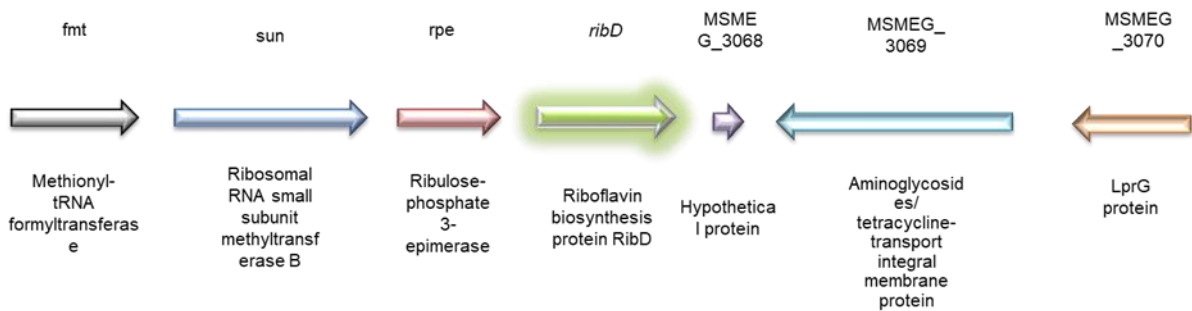 fmt
sun
rpe
ribD
MSME
G_3068
MSMEG_
3069
MSMEG
_3070
Methionyl-
tRNA
formyltransferas
e
Ribosomal
RNA small
subunit
methyltransf
erase B
Ribulose-
phosphate
3-
epimerase
Riboflavin
biosynthesis
protein RibD
Hypothetica
l protein
Aminoglycosid
es/
tetracycline-
transport
integral
membrane
protein
LprG
protein